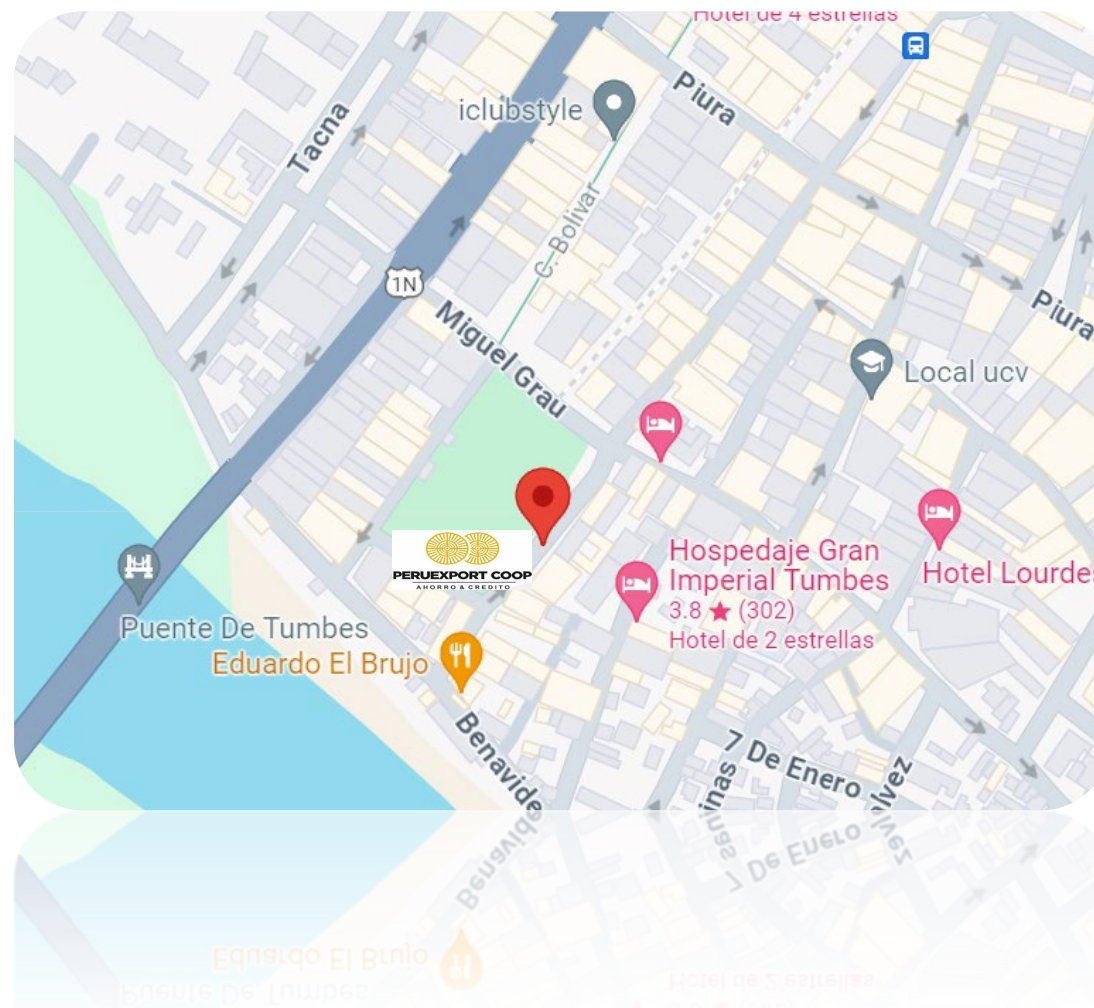 Hotel de 4 estrellas
Piura
iclubstyle
Tacna
C. Bolivar
1N
Miguel Grau
Piura
Local ucv
PERUEXPORT COOP
AHORRO & CREDITO
Hospedaje Gran
Imperial Tumbes
3.8 ★ (302)
Hotel de 2 estrellas
Hotel Lourdes
Puente De Tumbes
Eduardo El Brujo
Benavide
7 De Enero
inas
lvez